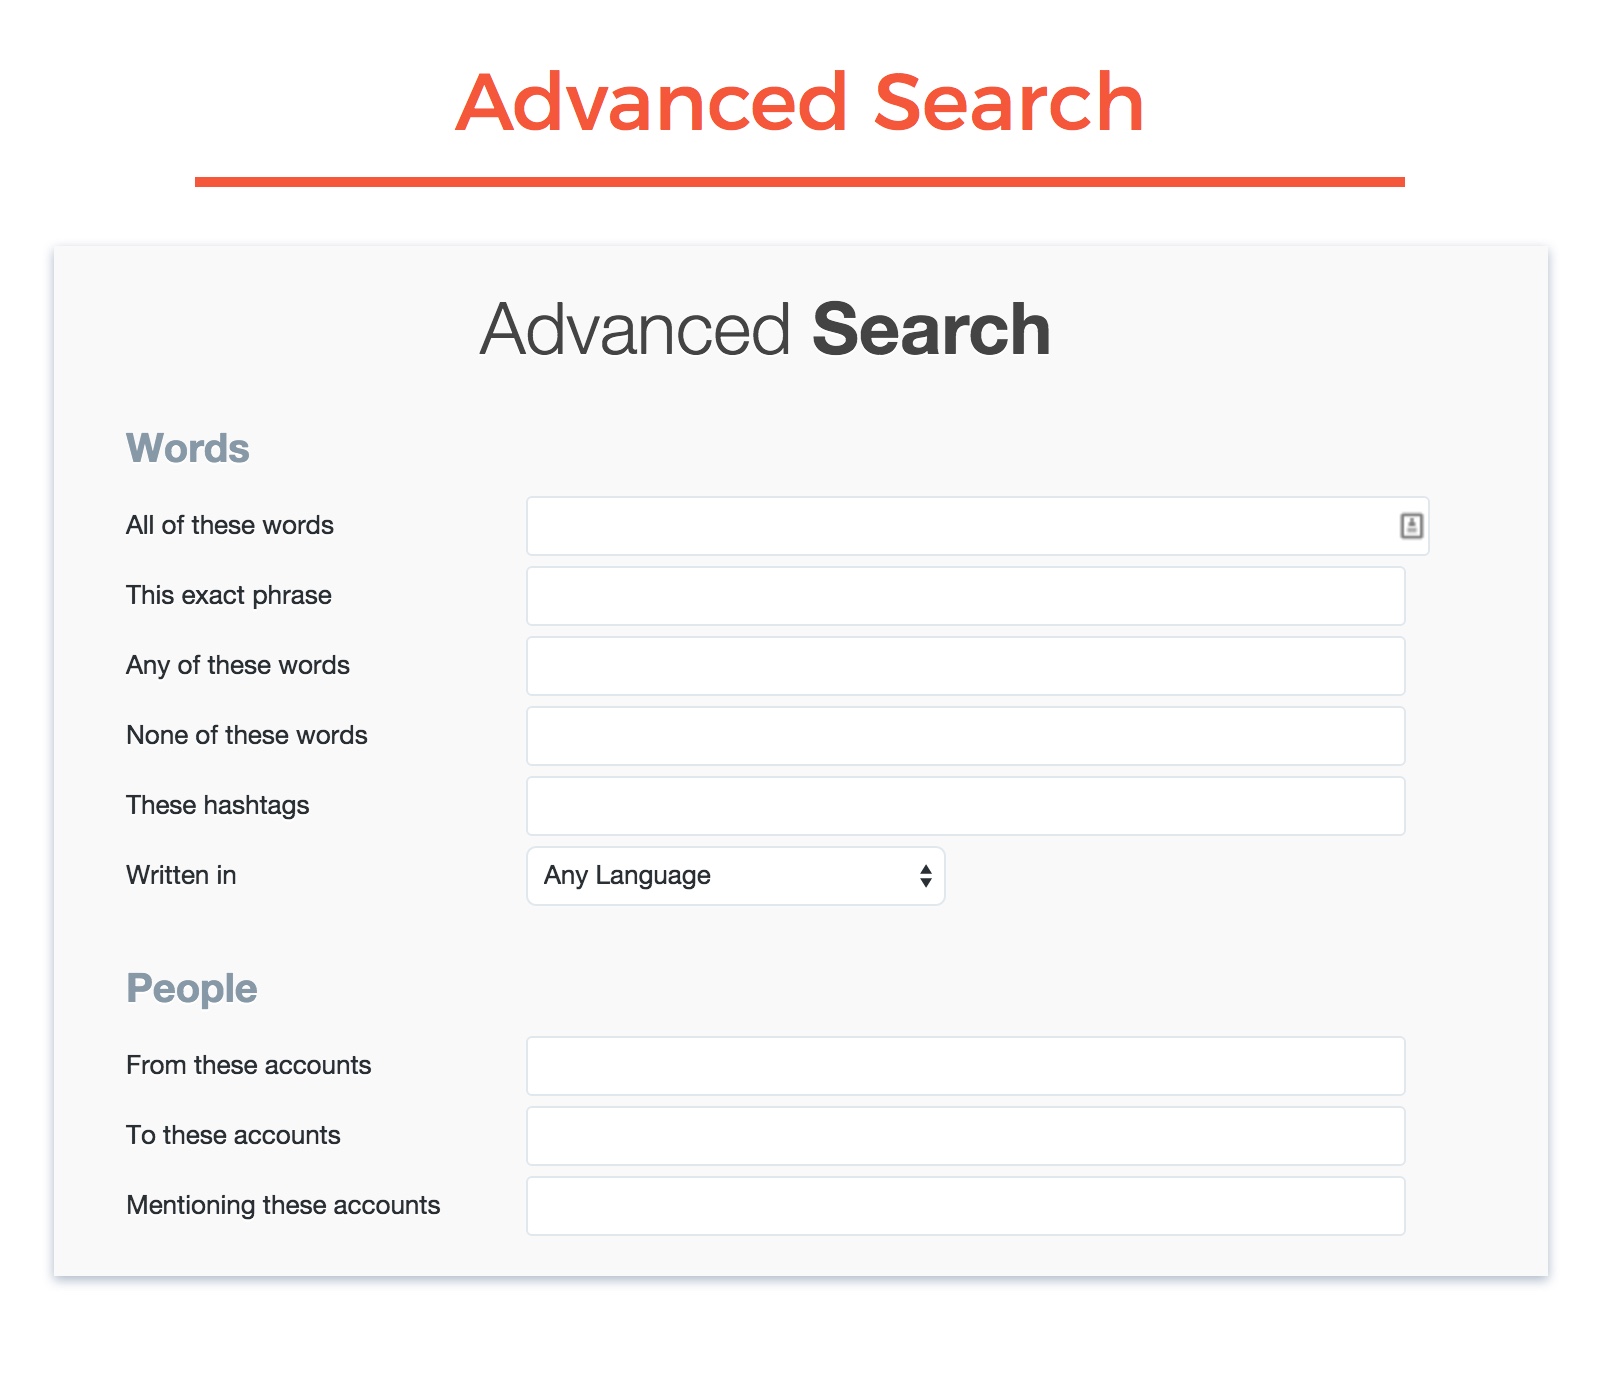 Advanced Search
Advanced Search
Words
All of these words
This exact phrase
Any of these words
None of these words
These hashtags
Written in Any Language
People
From these accounts
To these accounts
Mentioning these accounts